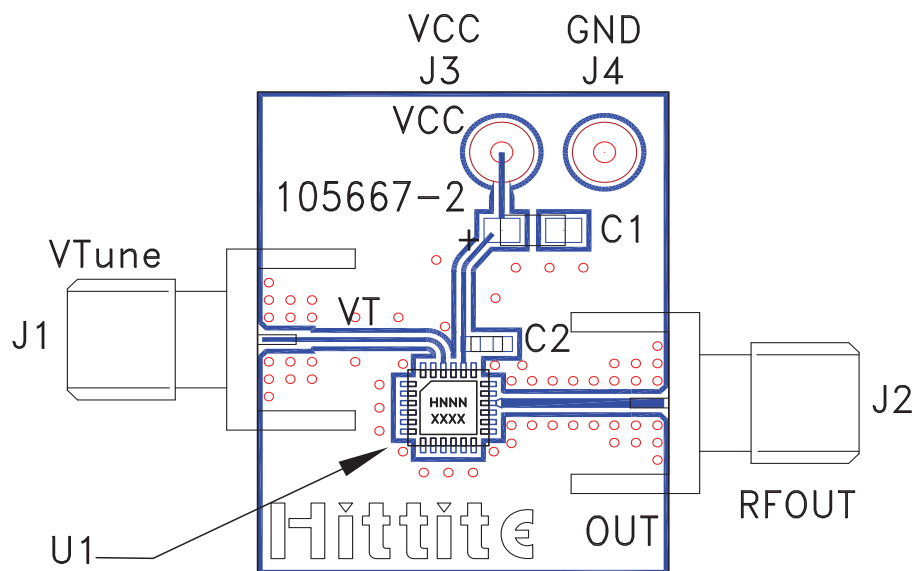 VCC
J3
GND
J4
VCC
105667-2
+
C1
VTune
J1
VT
C2
HNNN
XXXX
J2
RFOUT
OUT
U1
Hittite